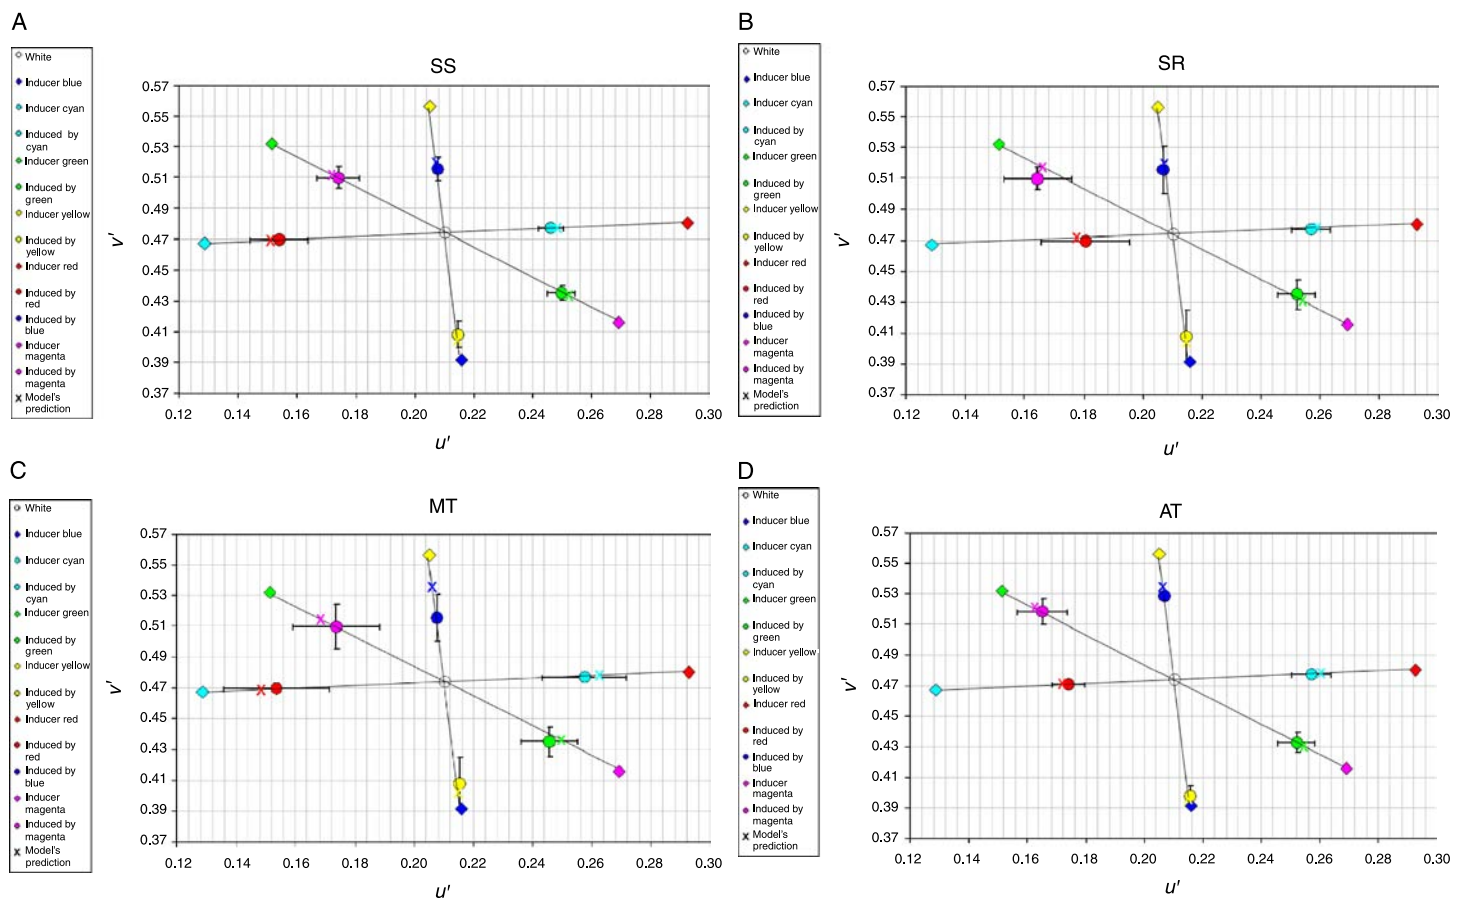 A
White
Inducer blue
Inducer cyan
Induced by
cyan
Inducer green
Induced by
green
Inducer yellow
Induced by
yellow
Inducer red
Induced by
red
Induced by
blue
Inducer
magenta
Induced by
magenta
Model's
prediction
SS
0.57
0.55
0.53
0.51
0.49
0.47
0.45
0.43
0.41
0.39
0.37
v'
0.12 0.14 0.16 0.18 0.20 0.22 0.24 0.26 0.28 0.30
u'
B
White
Inducer blue
Inducer cyan
Induced by
cyan
Inducer green
Induced by
green
Inducer yellow
Induced by
yellow
Inducer red
Induced by
red
Induced by
blue
Inducer
magenta
Induced by
magenta
Model's
prediction
SR
0.57
0.55
0.53
0.51
0.49
0.47
0.45
0.43
0.41
0.39
0.37
v'
0.12 0.14 0.16 0.18 0.20 0.22 0.24 0.26 0.28 0.30
u'
C
White
Inducer blue
Inducer cyan
Induced by
cyan
Inducer green
Induced by
green
Inducer yellow
Induced by
yellow
Inducer red
Induced by
red
Induced by
blue
Inducer
magenta
Induced by
magenta
Model's
prediction
MT
0.57
0.55
0.53
0.51
0.49
0.47
0.45
0.43
0.41
0.39
0.37
v'
0.12 0.14 0.16 0.18 0.20 0.22 0.24 0.26 0.28 0.30
u'
D
White
Inducer blue
Inducer cyan
Induced by
cyan
Inducer green
Induced by
green
Inducer yellow
Induced by
yellow
Inducer red
Induced by
red
Induced by
blue
Inducer
magenta
Induced by
magenta
Model's
prediction
AT
0.57
0.55
0.53
0.51
0.49
0.47
0.45
0.43
0.41
0.39
0.37
v'
0.12 0.14 0.16 0.18 0.20 0.22 0.24 0.26 0.28 0.30
u'